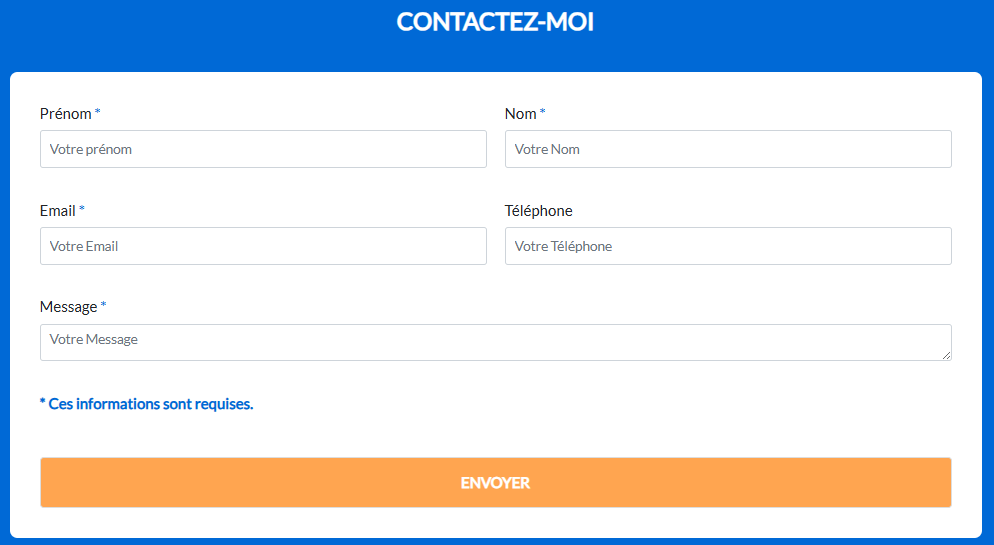 CONTACTEZ-MOI
Prénom *
Nom *
Votre prénom
Votre Nom
Email *
Téléphone
Votre Email
Votre Téléphone
Message *
Votre Message
* Ces informations sont requises.
ENVOYER